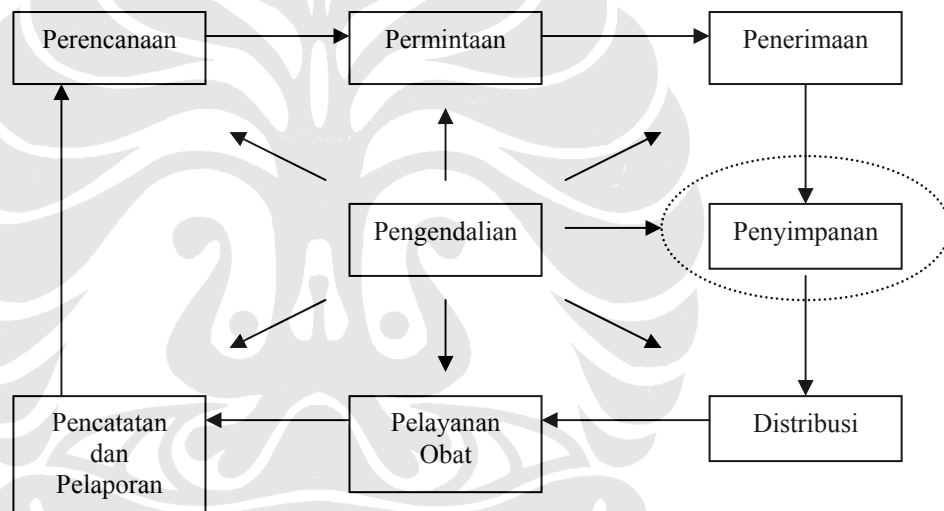 Perencanaan
Permintaan
Penerimaan
Pengendalian
Penyimpanan
Pencatatan
dan
Pelaporan
Pelayanan
Obat
Distribusi